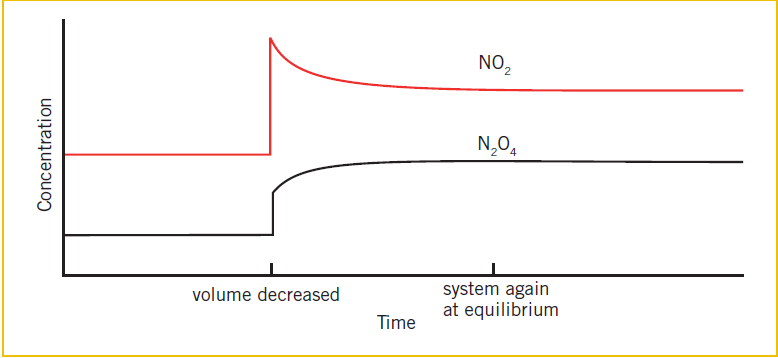 NO₂
N₂O₄
Concentration
volume decreased
system again
at equilibrium
Time